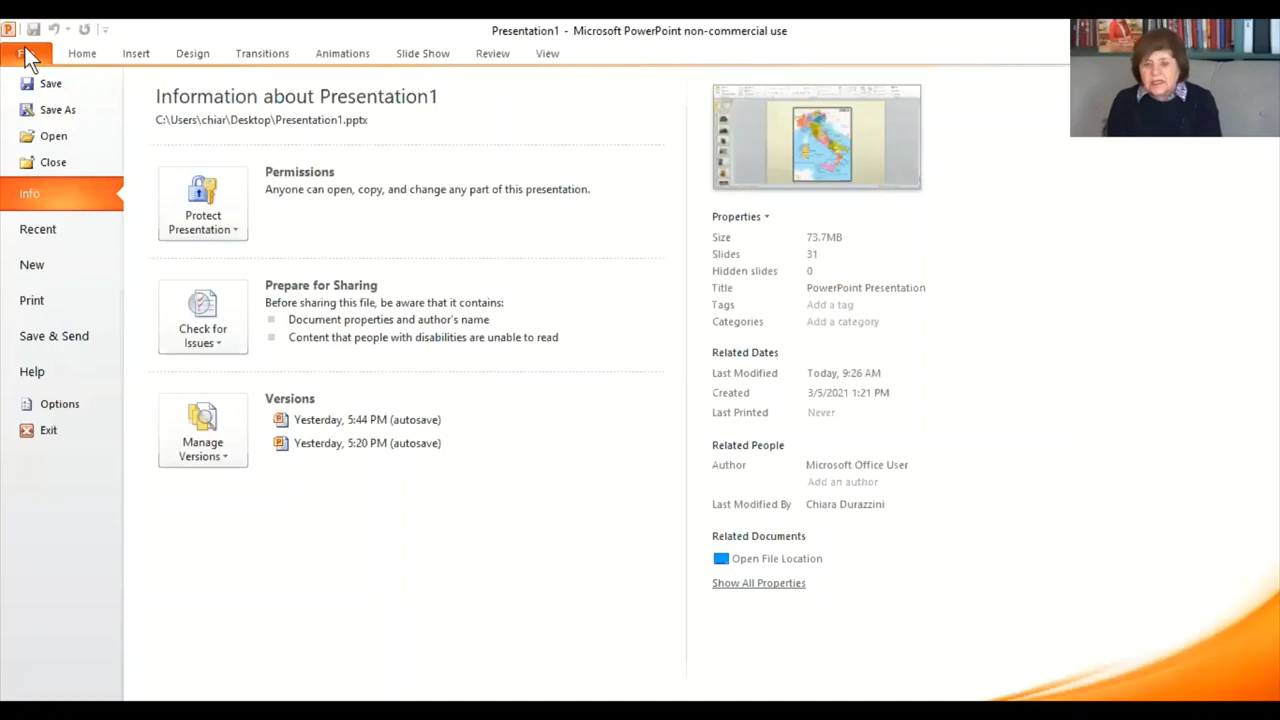 Presentation1 - Microsoft PowerPoint non-commercial use
Home Insert Design Transitions Animations Slide Show Review View
Save
Save As
Open
Close
Info
Recent
New
Print
Save & Send
Help
Options
Exit
Information about Presentation1
C:\Users\chiar\Desktop\Presentation1.pptx
Protect
Presentation
Permissions
Anyone can open, copy, and change any part of this presentation.
Check for
Issues
Prepare for Sharing
Before sharing this file, be aware that it contains:
Document properties and author's name
Content that people with disabilities are unable to read
Manage
Versions
Versions
Yesterday, 5:44 PM (autosave)
Yesterday, 5:20 PM (autosave)
Properties
Size 73.7MB
Slides 31
Hidden slides 0
Title PowerPoint Presentation
Tags Add a tag
Categories Add a category
Related Dates
Last Modified Today, 9:26 AM
Created 3/5/2021 1:21 PM
Last Printed Never
Related People
Author Microsoft Office User
Add an author
Last Modified By Chiara Durazzini
Related Documents
Open File Location
Show All Properties